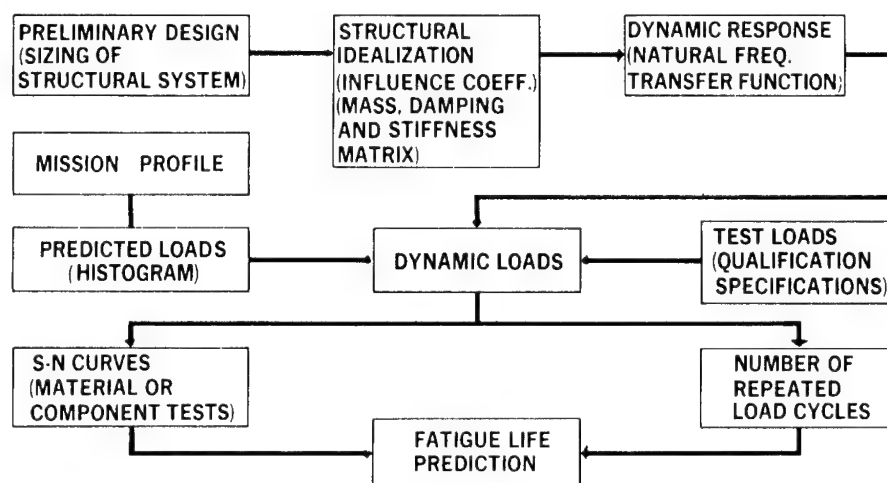 PRELIMINARY DESIGN
(SIZING OF
STRUCTURAL SYSTEM)
STRUCTURAL
IDEALIZATION
(INFLUENCE COEFF.)
(MASS, DAMPING
AND STIFFNESS
MATRIX)
DYNAMIC RESPONSE
(NATURAL FREQ.
TRANSFER FUNCTION)
MISSION PROFILE
PREDICTED LOADS
(HISTOGRAM)
DYNAMIC LOADS
TEST LOADS
(QUALIFICATION
SPECIFICATIONS)
S-N CURVES
(MATERIAL OR
COMPONENT TESTS)
NUMBER OF
REPEATED
LOAD CYCLES
FATIGUE LIFE
PREDICTION